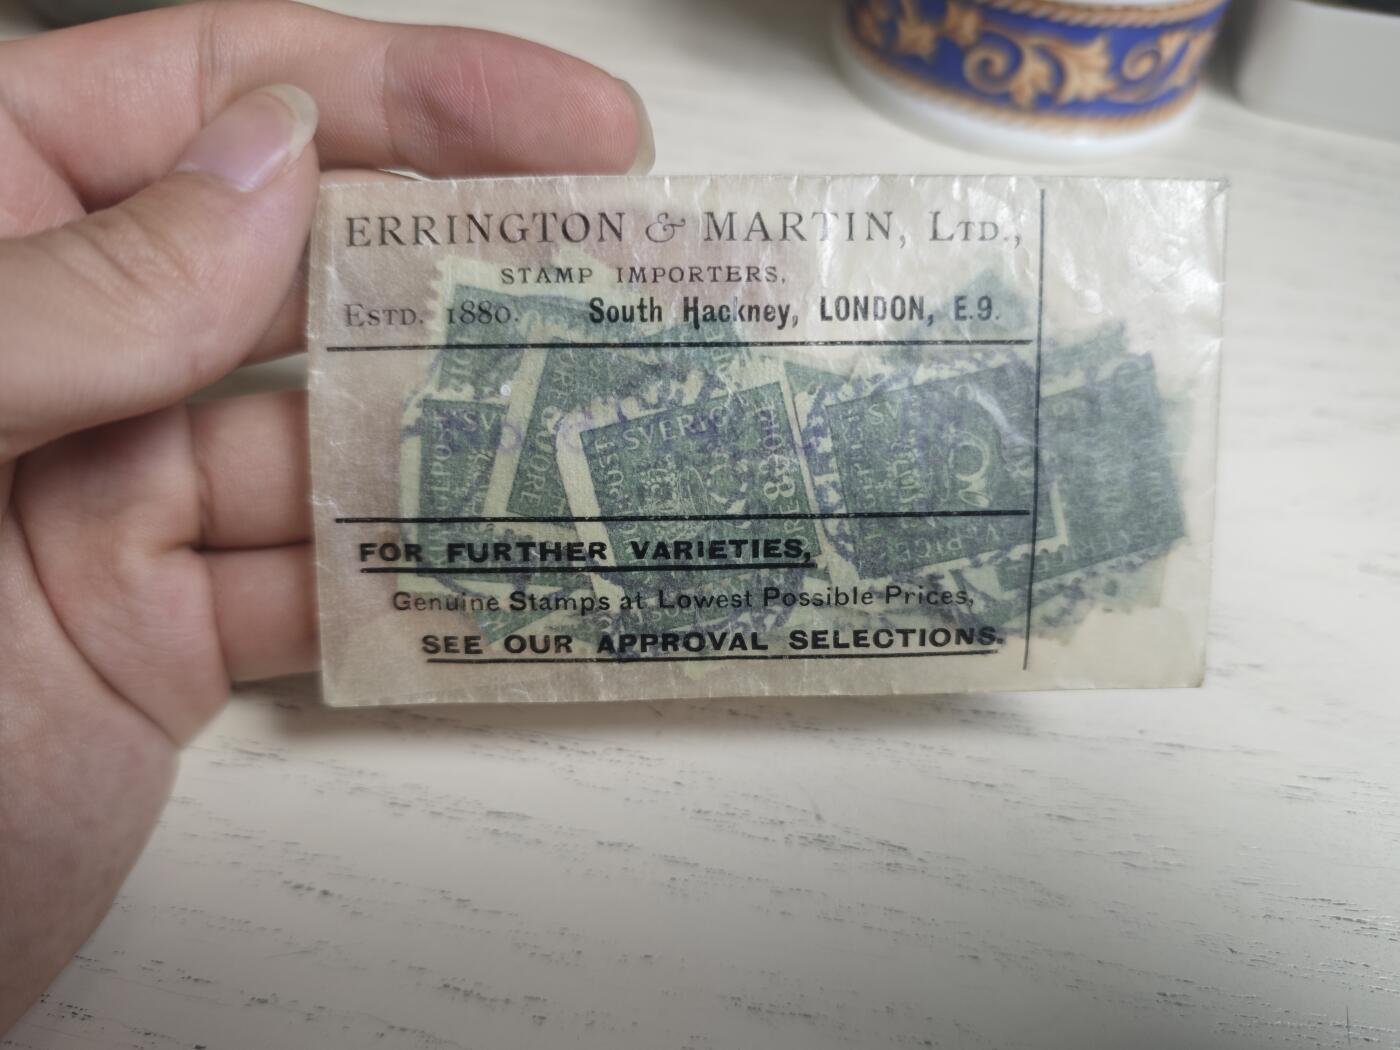 ERRINGTON & MARTIN, LTD.,
STAMP IMPORTERS.
ESTD. 1880. South Hackney, LONDON, E.9.
SVERIGE
FOR FURTHER VARIETIES,
Genuine Stamps at Lowest Possible Prices,
SEE OUR APPROVAL SELECTIONS.